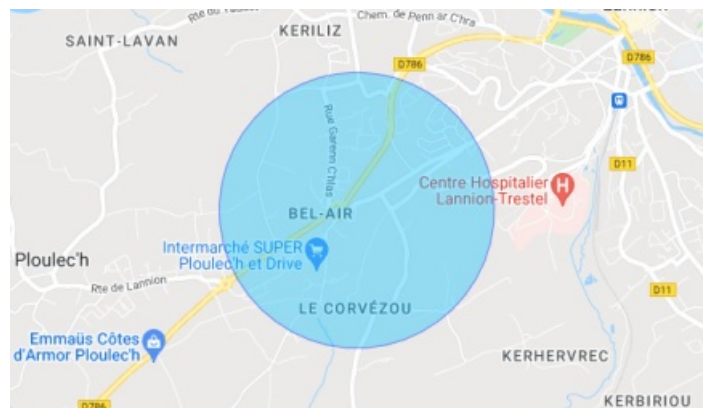 Rte du
Chem. de Penn ar C'hra
LANNION
KERILIZ
SAINT-LAVAN
D786
D786
Rue Garenn C'hlas
D11
Centre Hospitalier
Lannion-Trestel
BEL-AIR
Intermarché SUPER
Ploulec'h et Drive
Ploulec'h
Rte de Lannion
D11
LE CORVÉZOU
Emmaüs Côtes
d'Armor Ploulec'h
KERHERVREC
KERBIRIOU
D786